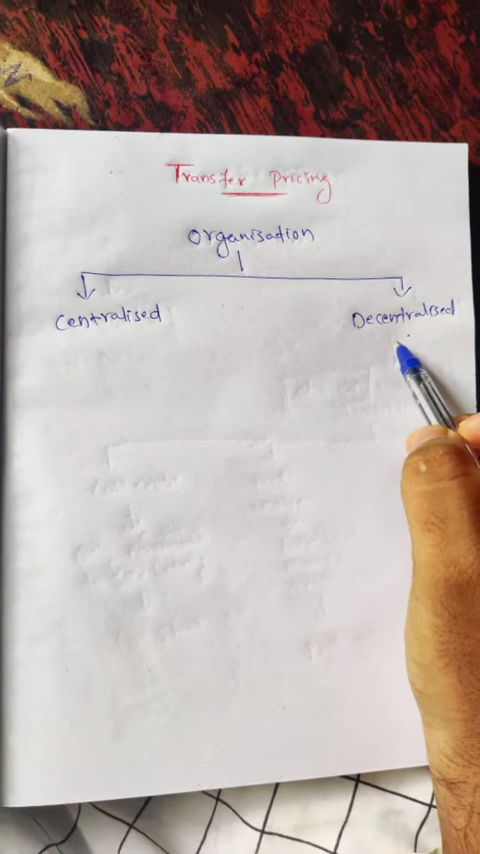 Transfer Pricing
Organisation
Centralised
Decentralised